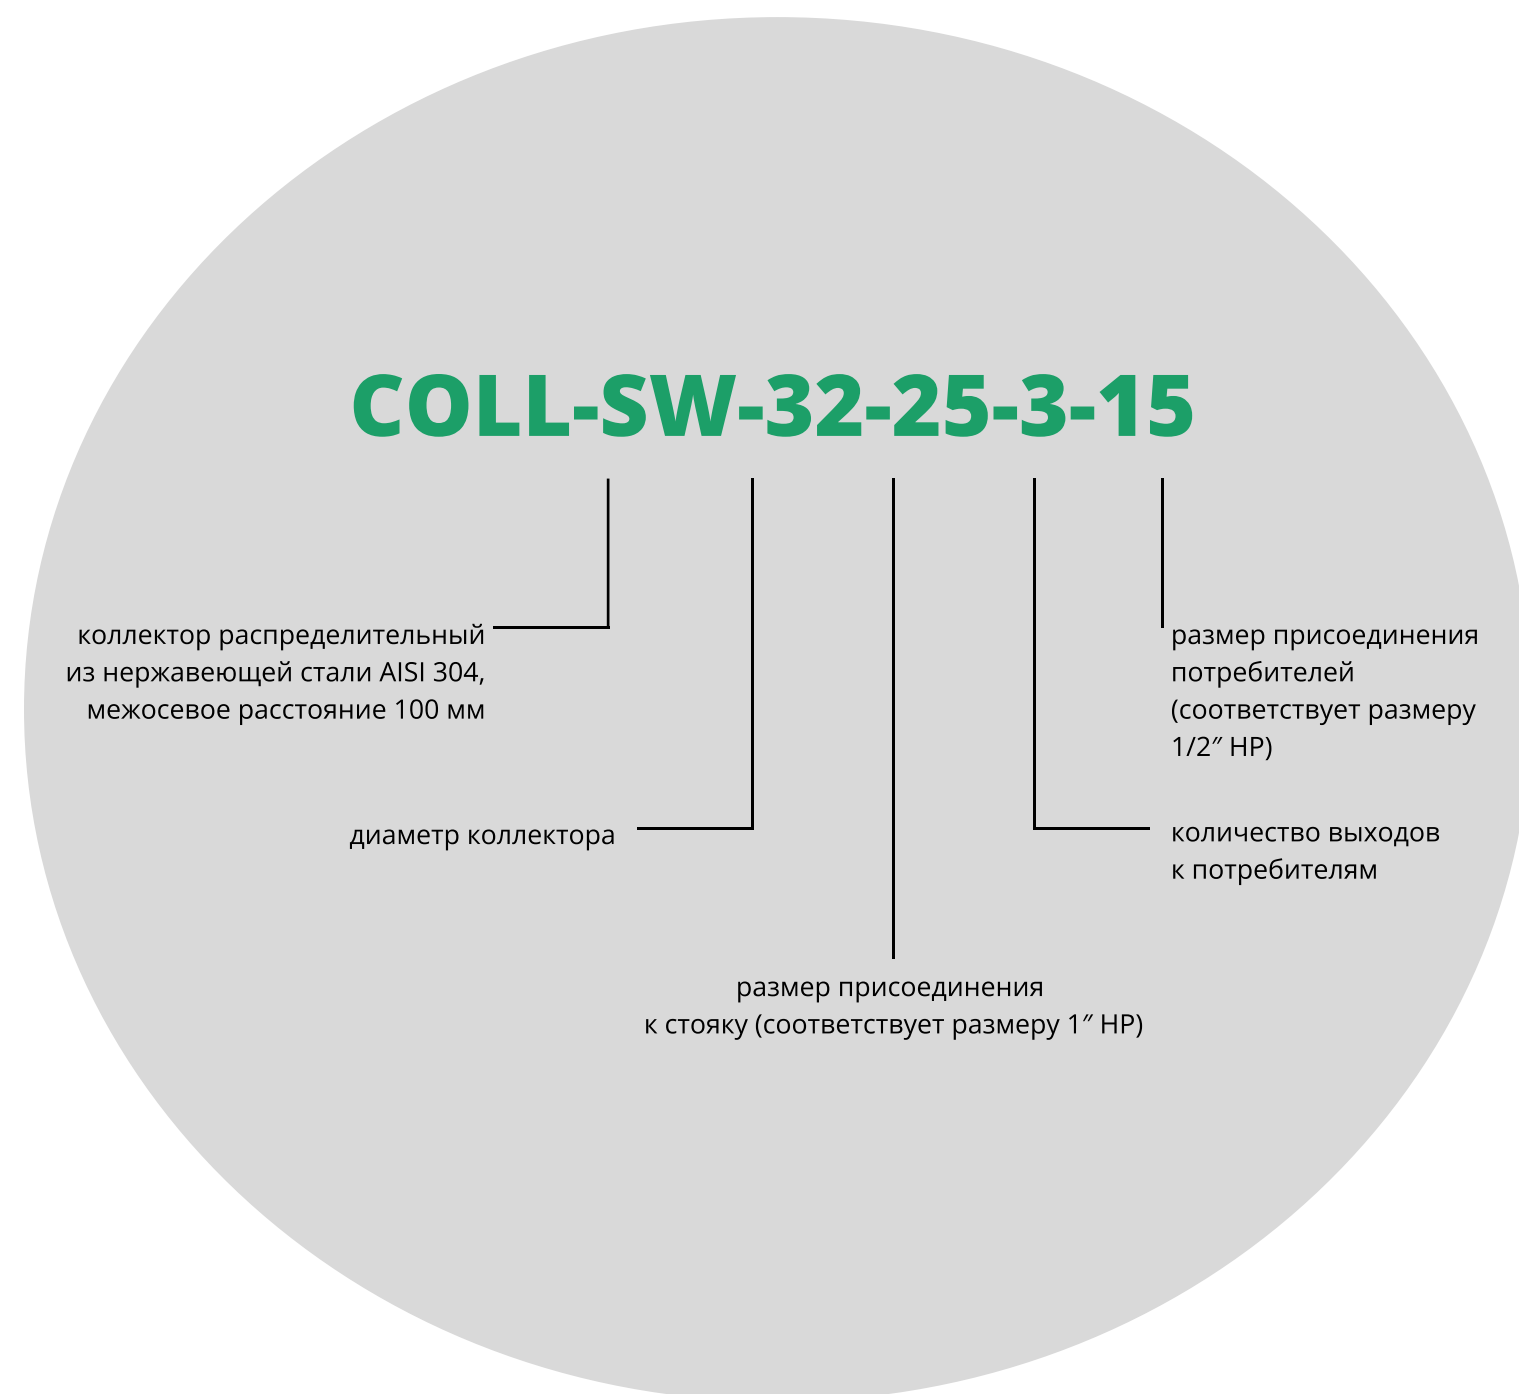 COLL-SW-32-25-3-15
коллектор распределительный
из нержавеющей стали AISI 304,
межосевое расстояние 100 мм
размер присоединения
потребителей
(соответствует размеру
1/2″ НР)
диаметр коллектора
количество выходов
к потребителям
размер присоединения
к стояку (соответствует размеру 1″ НР)